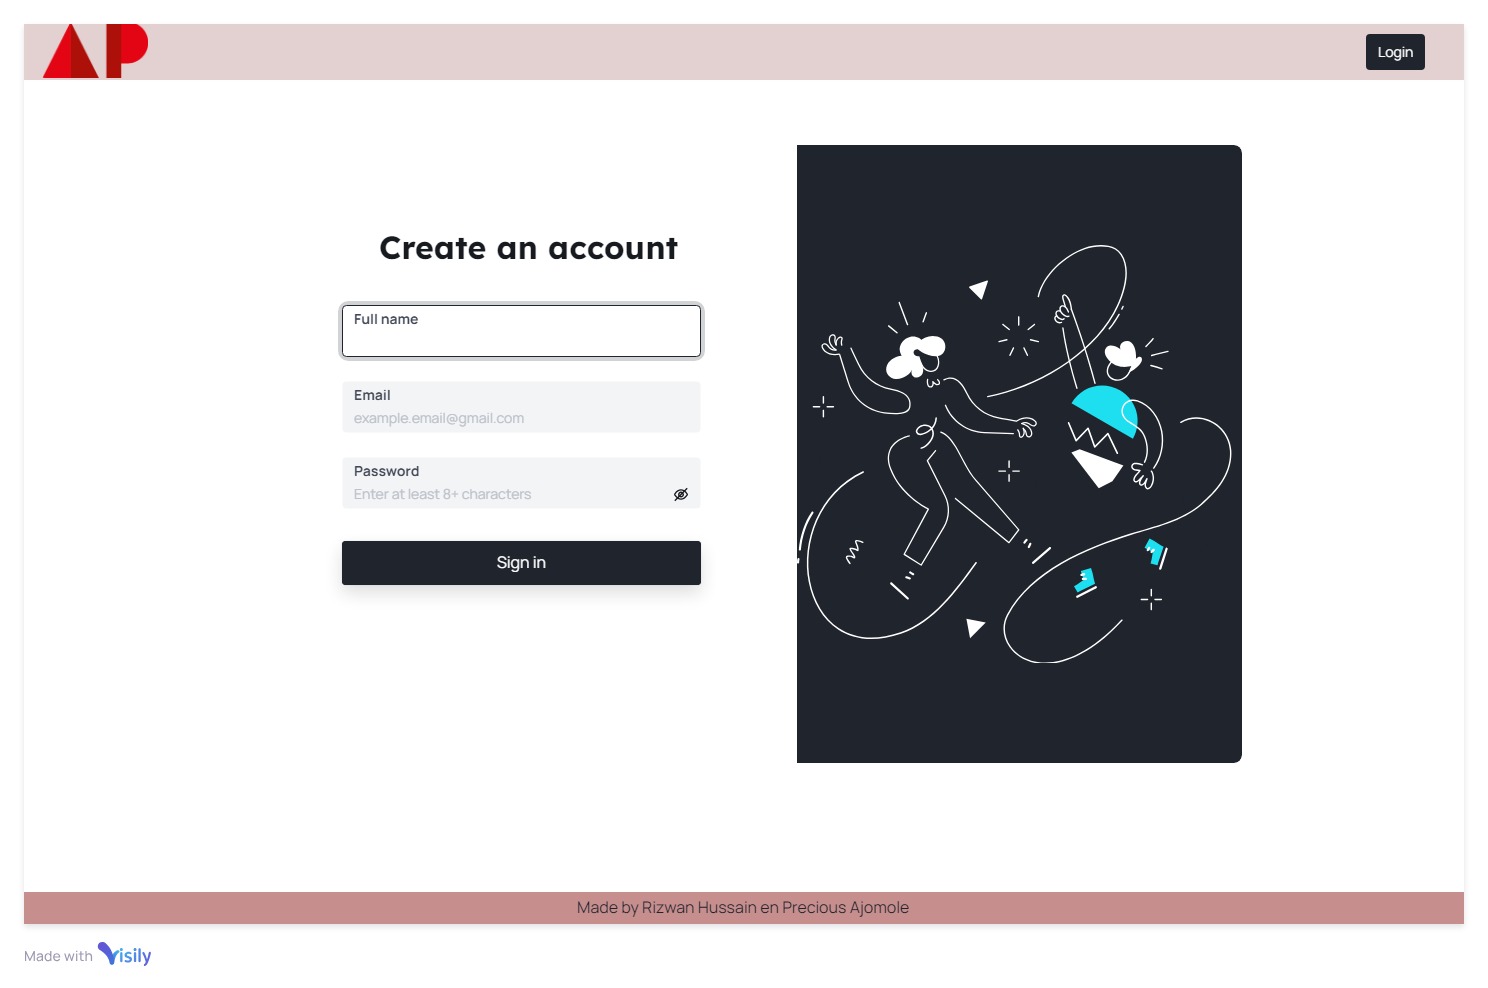 AP
Login
Create an account
Full name
Email
example.email@gmail.com
Password
Enter at least 8+ characters
Sign in
Made by Rizwan Hussain en Precious Ajomole
Made with Visily